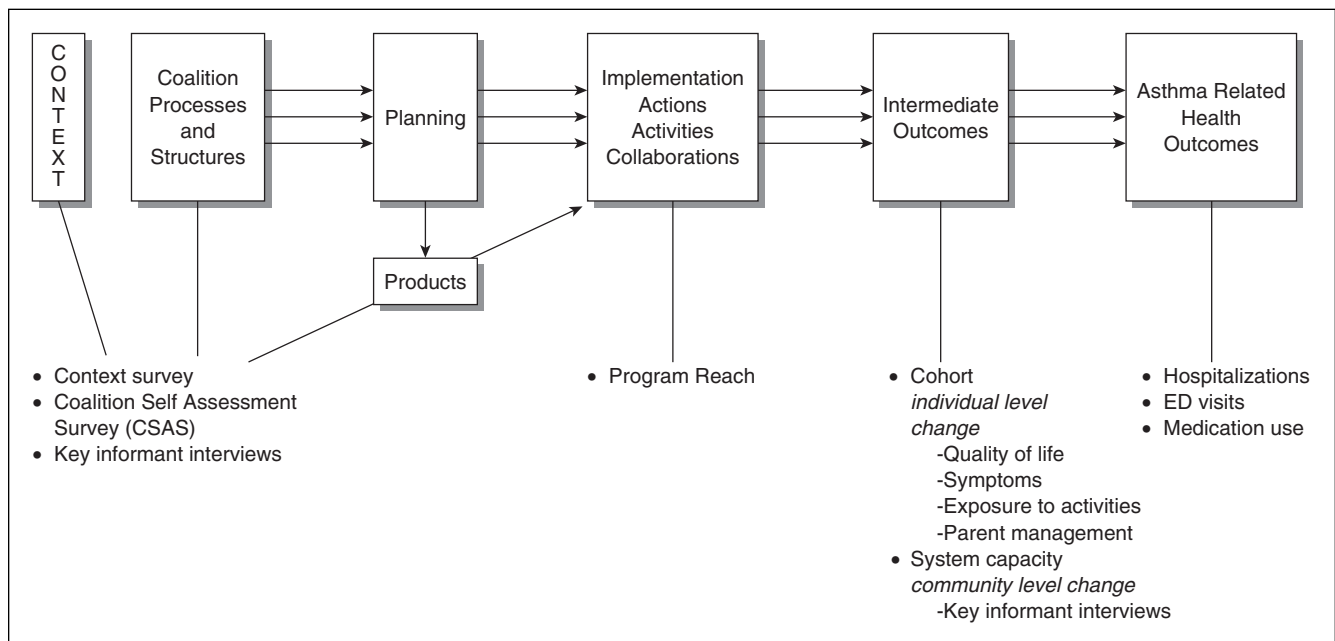 CONTEXT
Coalition
Processes
and
Structures
Planning
Implementation
Actions
Activities
Collaborations
Intermediate
Outcomes
Asthma Related
Health
Outcomes
Products
• Context survey
• Coalition Self Assessment
Survey (CSAS)
• Key informant interviews
• Program Reach
• Cohort
individual level
change
-Quality of life
-Symptoms
-Exposure to activities
-Parent management
• System capacity
community level change
-Key informant interviews
• Hospitalizations
• ED visits
• Medication use